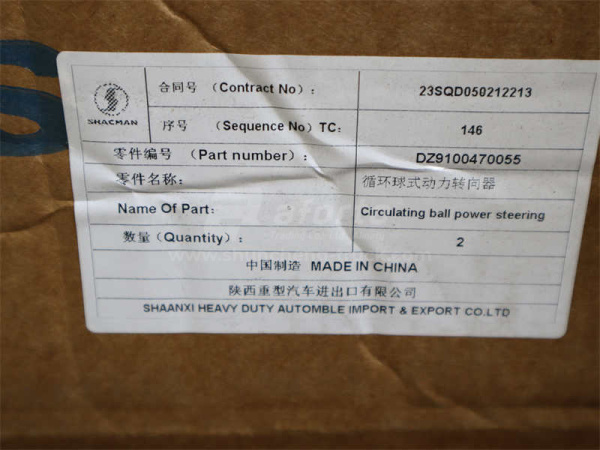 合同号 (Contract No)： 23SQD050212213
序号 (Sequence No) TC: 146
SHACMAN
零件编号 (Part number)： DZ9100470055
零件名称: 循环球式动力转向器
Name Of Part: Circulating ball power steering
数量 (Quantity)： 2
中国制造 MADE IN CHINA
陕西重型汽车进出口有限公司
SHAANXI HEAVY DUTY AUTOMBLE IMPORT & EXPORT CO.LTD